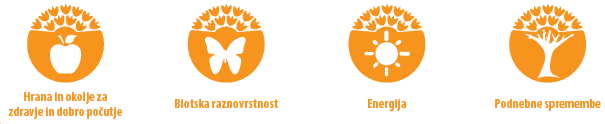 Hrana in okolje za
zdravje in dobro počutje
Biotska raznovrstnost
Energija
Podnebne spremembe